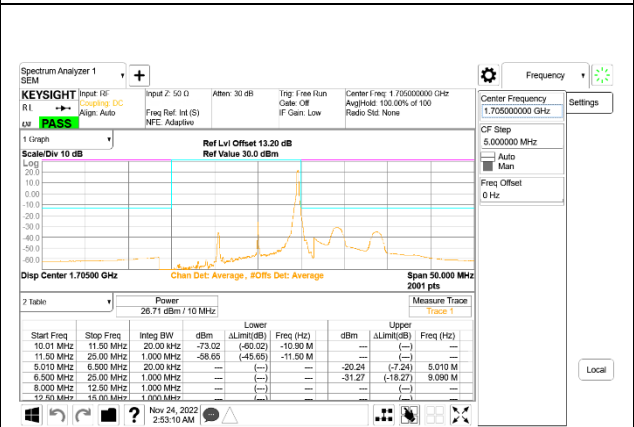 Spectrum Analyzer 1
SEM
Frequency
KEYSIGHT Input: RF Input Z: 50 Ω Atten: 30 dB Trig: Free Run Center Freq: 1.705000000 GHz
RL Coupling: DC Gate: Off Avg|Hold: 100.00% of 100
Align: Auto Freq Ref: Int (S) IF Gain: Low Radio Std: None
PASS NFE: Adaptive
Center Frequency
1.705000000 GHz
Settings
CF Step
5.000000 MHz
Auto
Man
Freq Offset
0 Hz
Local
1 Graph
Scale/Div 10 dB
Ref Lvl Offset 13.20 dB
Ref Value 30.0 dBm
Log
20.0
10.0
0.00
-10.0
-20.0
-30.0
-40.0
-50.0
-60.0
Disp Center 1.70500 GHz Chan Det: Average, #Offs Det: Average Span 50.000 MHz
2001 pts
2 Table
Power
26.71 dBm / 10 MHz
Measure Trace
Trace 1
Lower Upper
Start Freq Stop Freq Integ BW dBm ΔLimit(dB) Freq (Hz) dBm ΔLimit(dB) Freq (Hz)
10.01 MHz 11.50 MHz 20.00 kHz -73.02 (-60.02) -10.90 M --- (---) ---
11.50 MHz 25.00 MHz 1.000 MHz -58.65 (-45.65) -11.50 M --- (---) ---
5.010 MHz 6.500 MHz 20.00 kHz --- (---) --- -20.24 (-7.24) 5.010 M
6.500 MHz 25.00 MHz 1.000 MHz --- (---) --- -31.27 (-18.27) 9.090 M
8.000 MHz 12.50 MHz 1.000 MHz --- (---) --- --- (---) ---
12.50 MHz 15.00 MHz 1.000 MHz --- (---) --- --- (---) ---
Nov 24, 2022
2:53:10 AM